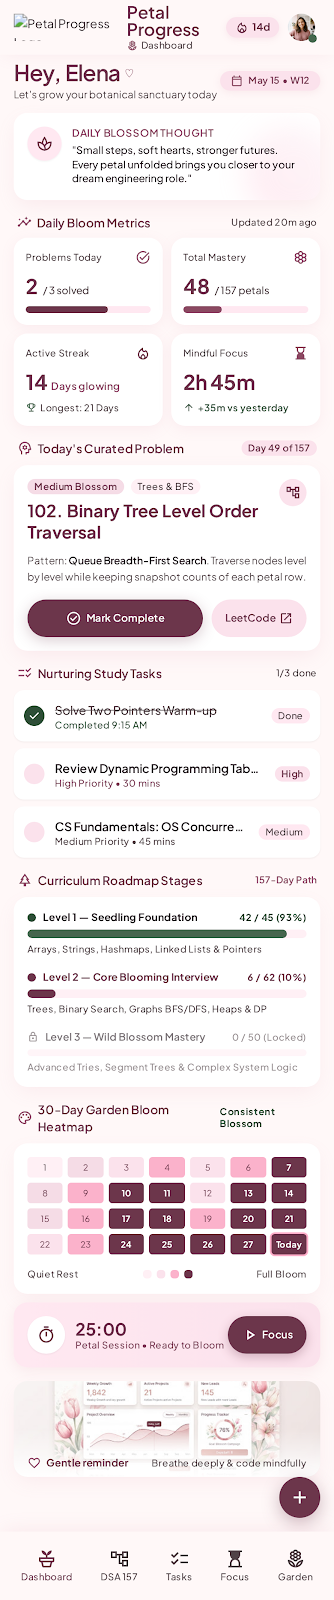 Petal Progress
Petal
Progress
Dashboard
14d
Hey, Elena ♡
Let's grow your botanical sanctuary today
May 15 • W12
DAILY BLOSSOM THOUGHT
"Small steps, soft hearts, stronger futures.
Every petal unfolded brings you closer to your
dream engineering role."
Daily Bloom Metrics
Updated 20m ago
Problems Today
2 / 3 solved
Total Mastery
48 / 157 petals
Active Streak
14 Days glowing
Longest: 21 Days
Mindful Focus
2h 45m
+35m vs yesterday
Today's Curated Problem
Day 49 of 157
Medium Blossom
Trees & BFS
102. Binary Tree Level Order
Traversal
Pattern: Queue Breadth-First Search. Traverse nodes level
by level while keeping snapshot counts of each petal row.
Mark Complete
LeetCode
Nurturing Study Tasks
1/3 done
Solve Two Pointers Warm-up
Completed 9:15 AM
Done
Review Dynamic Programming Tab...
High Priority • 30 mins
High
CS Fundamentals: OS Concurre...
Medium Priority • 45 mins
Medium
Curriculum Roadmap Stages
157-Day Path
Level 1 — Seedling Foundation
42 / 45 (93%)
Arrays, Strings, Hashmaps, Linked Lists & Pointers
Level 2 — Core Blooming Interview
6 / 62 (10%)
Trees, Binary Search, Graphs BFS/DFS, Heaps & DP
Level 3 — Wild Blossom Mastery
0 / 50 (Locked)
Advanced Tries, Segment Trees & Complex System Logic
30-Day Garden Bloom
Heatmap
Consistent
Blossom
1 2 3 4 5 6 7
8 9 10 11 12 13 14
15 16 17 18 19 20 21
22 23 24 25 26 27 Today
Quiet Rest
Full Bloom
25:00
Petal Session • Ready to Bloom
Focus
Weekly Growth
1,842
Active Projects
21
New Leads
145
Project Overview
Progress Tracker
76%
Gentle reminder
Breathe deeply & code mindfully
Dashboard
DSA 157
Tasks
Focus
Garden